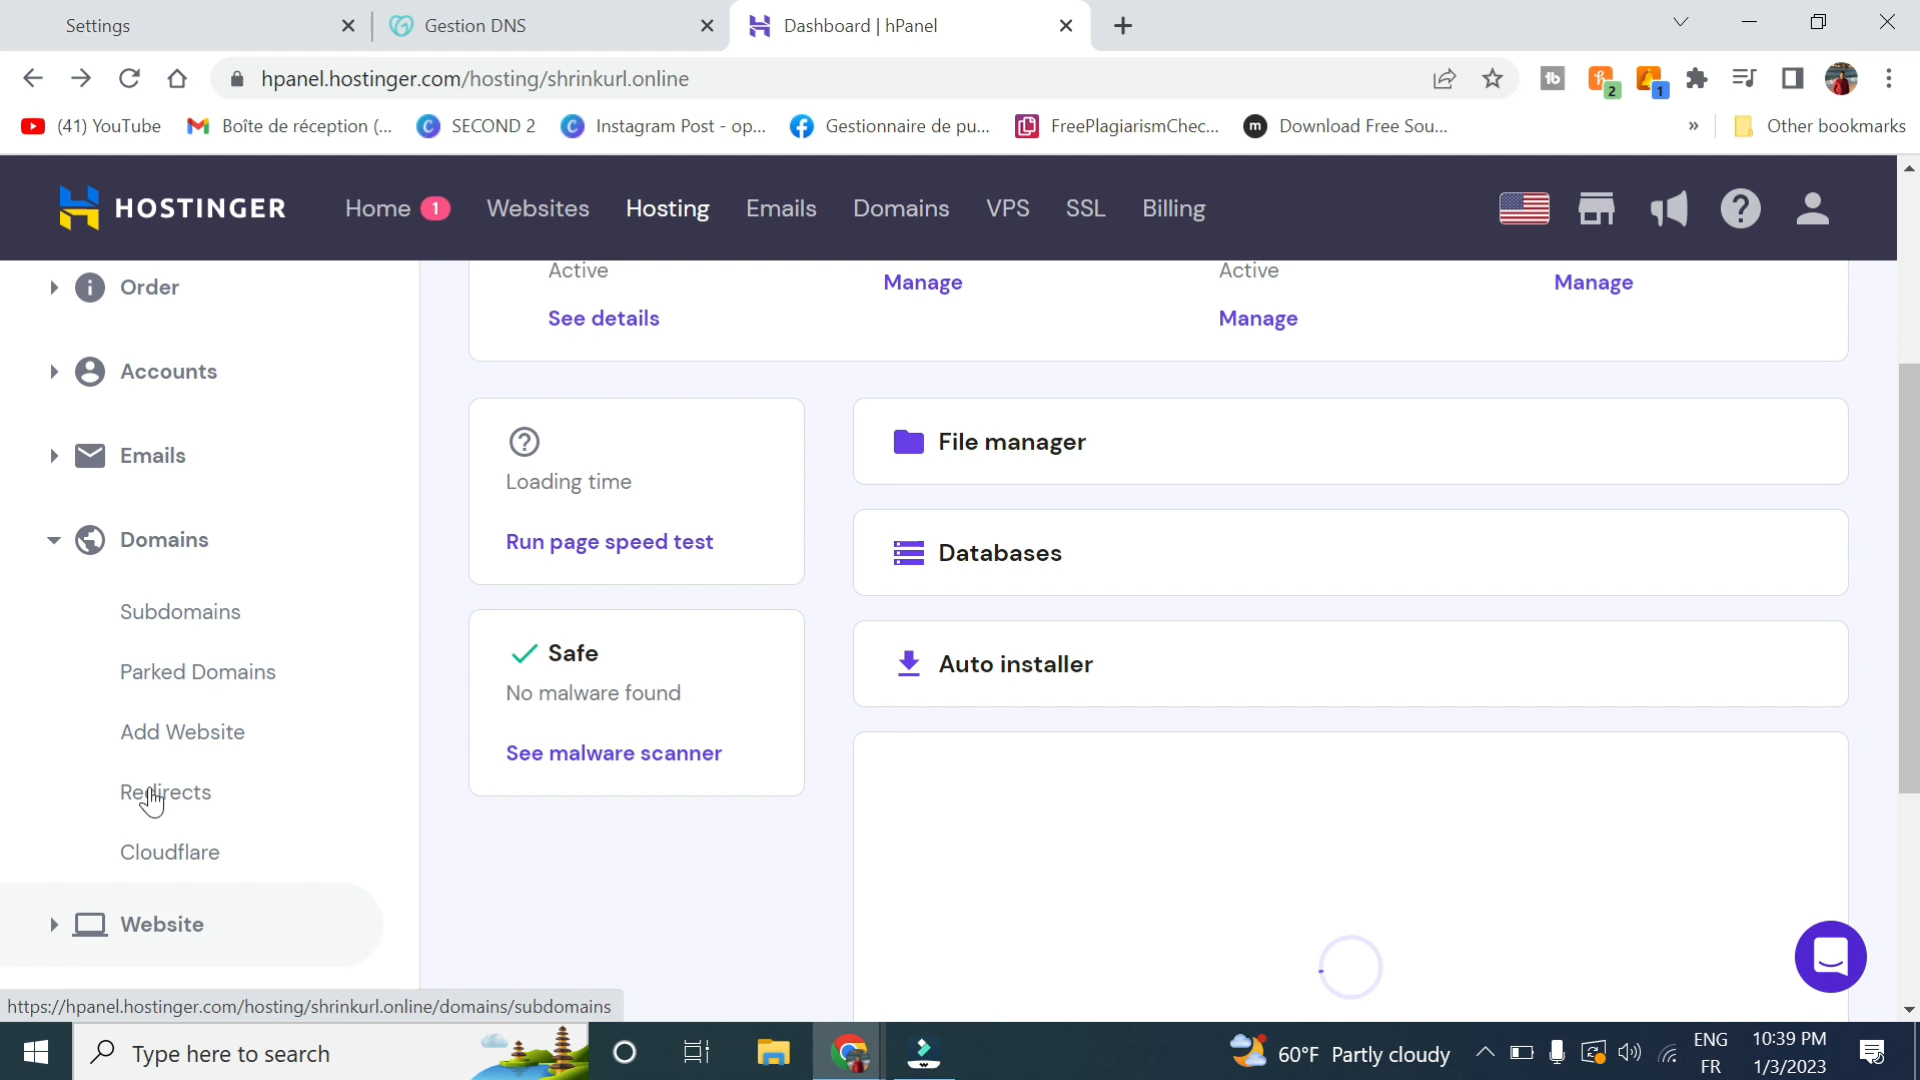 Settings
Gestion DNS
Dashboard | hPanel
hpanel.hostinger.com/hosting/shrinkurl.online
2
1
(41) YouTube
Boîte de réception (...
SECOND 2
Instagram Post - op...
Gestionnaire de pu...
FreePlagiarismChec...
Download Free Sou...
»
Other bookmarks
HOSTINGER
Home 1
Websites
Hosting
Emails
Domains
VPS
SSL
Billing
Order
Accounts
Emails
Domains
Subdomains
Parked Domains
Add Website
Redirects
Cloudflare
Website
Active
See details
Manage
Active
Manage
Manage
Loading time
Run page speed test
Safe
No malware found
See malware scanner
File manager
Databases
Auto installer
https://hpanel.hostinger.com/hosting/shrinkurl.online/domains/subdomains
Type here to search
60°F Partly cloudy
ENG
FR
10:39 PM
1/3/2023